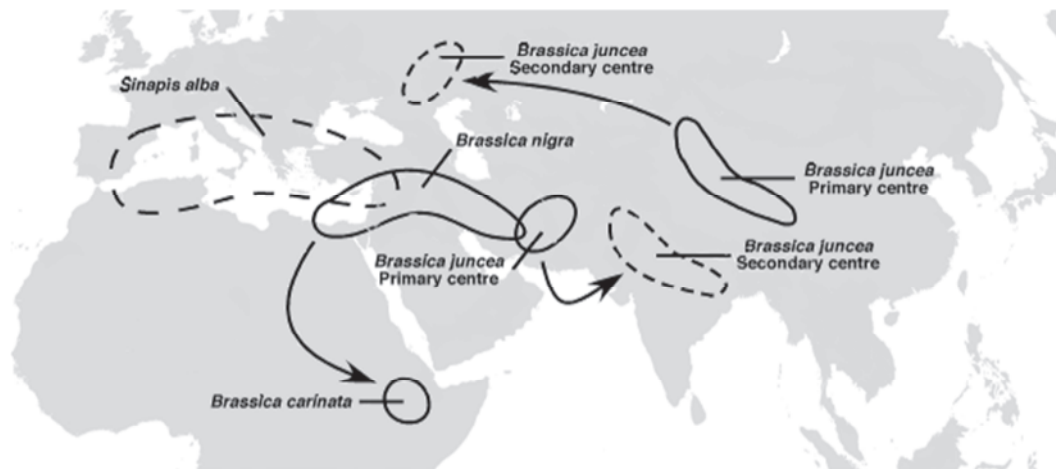 Brassica juncea
Secondary centre
Sinapis alba
Brassica nigra
Brassica juncea
Primary centre
Brassica juncea
Secondary centre
Brassica juncea
Primary centre
Brassica carinata